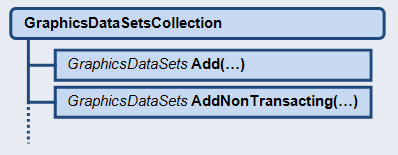 GraphicsDataSetsCollection
GraphicsDataSets Add(...)
GraphicsDataSets AddNonTransacting(...)